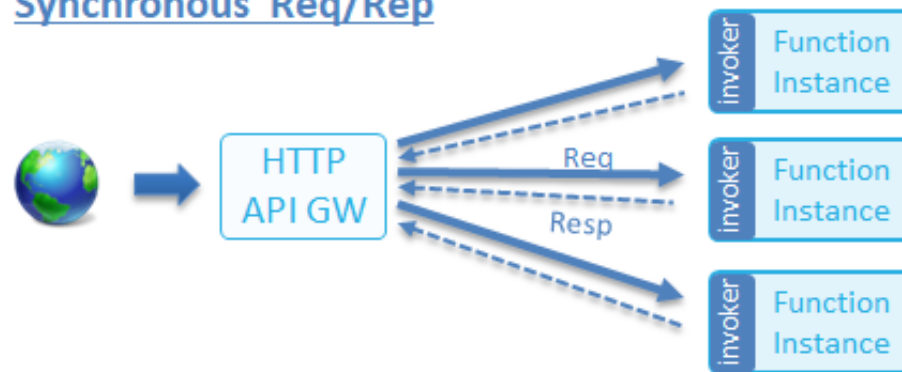 Synchronous Req/Rep
invoker
Function
Instance
HTTP
API GW
Req
Resp
invoker
Function
Instance
invoker
Function
Instance